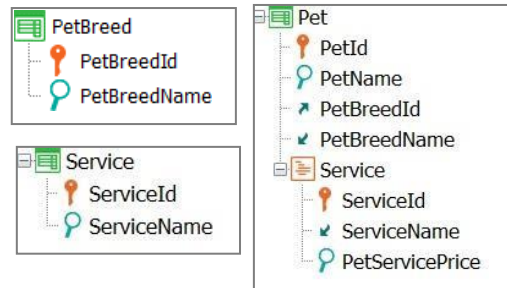 PetBreed
PetBreedId
PetBreedName
Service
ServiceId
ServiceName
Pet
PetId
PetName
PetBreedId
PetBreedName
Service
ServiceId
ServiceName
PetServicePrice